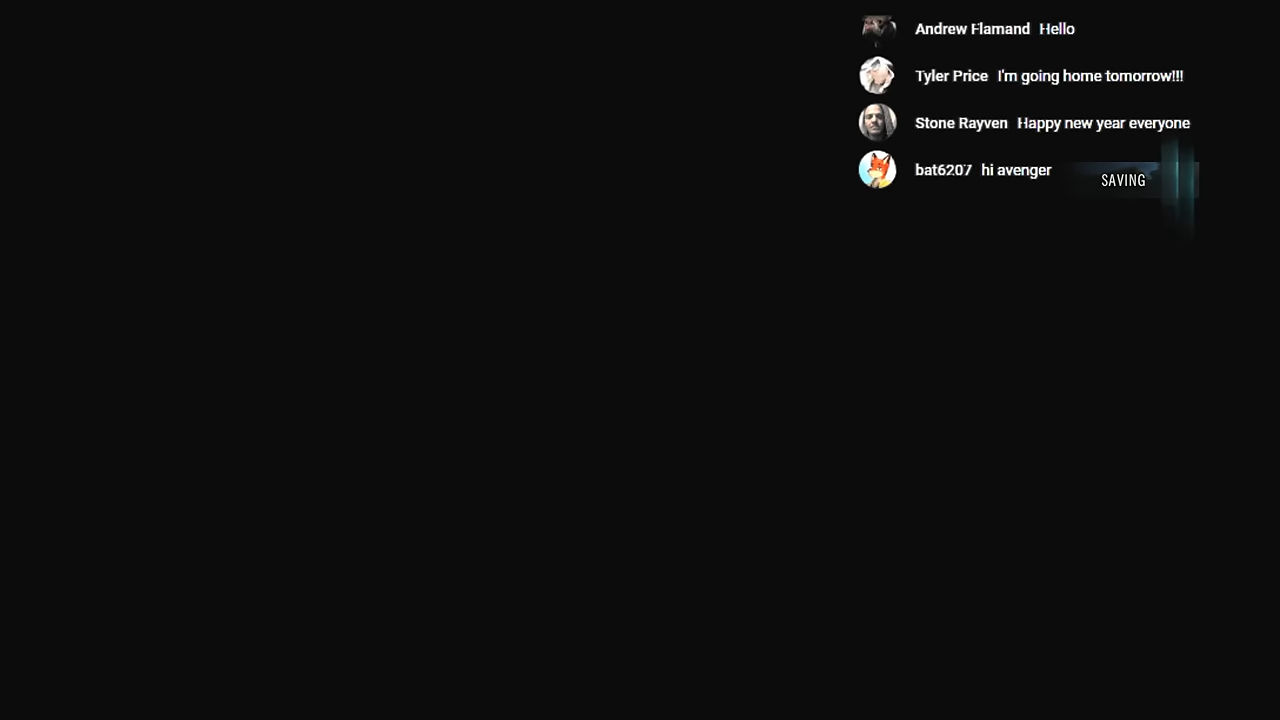 Andrew Flamand Hello
Tyler Price I'm going home tomorrow!!!
Stone Rayven Happy new year everyone
bat6207 hi avenger
SAVING